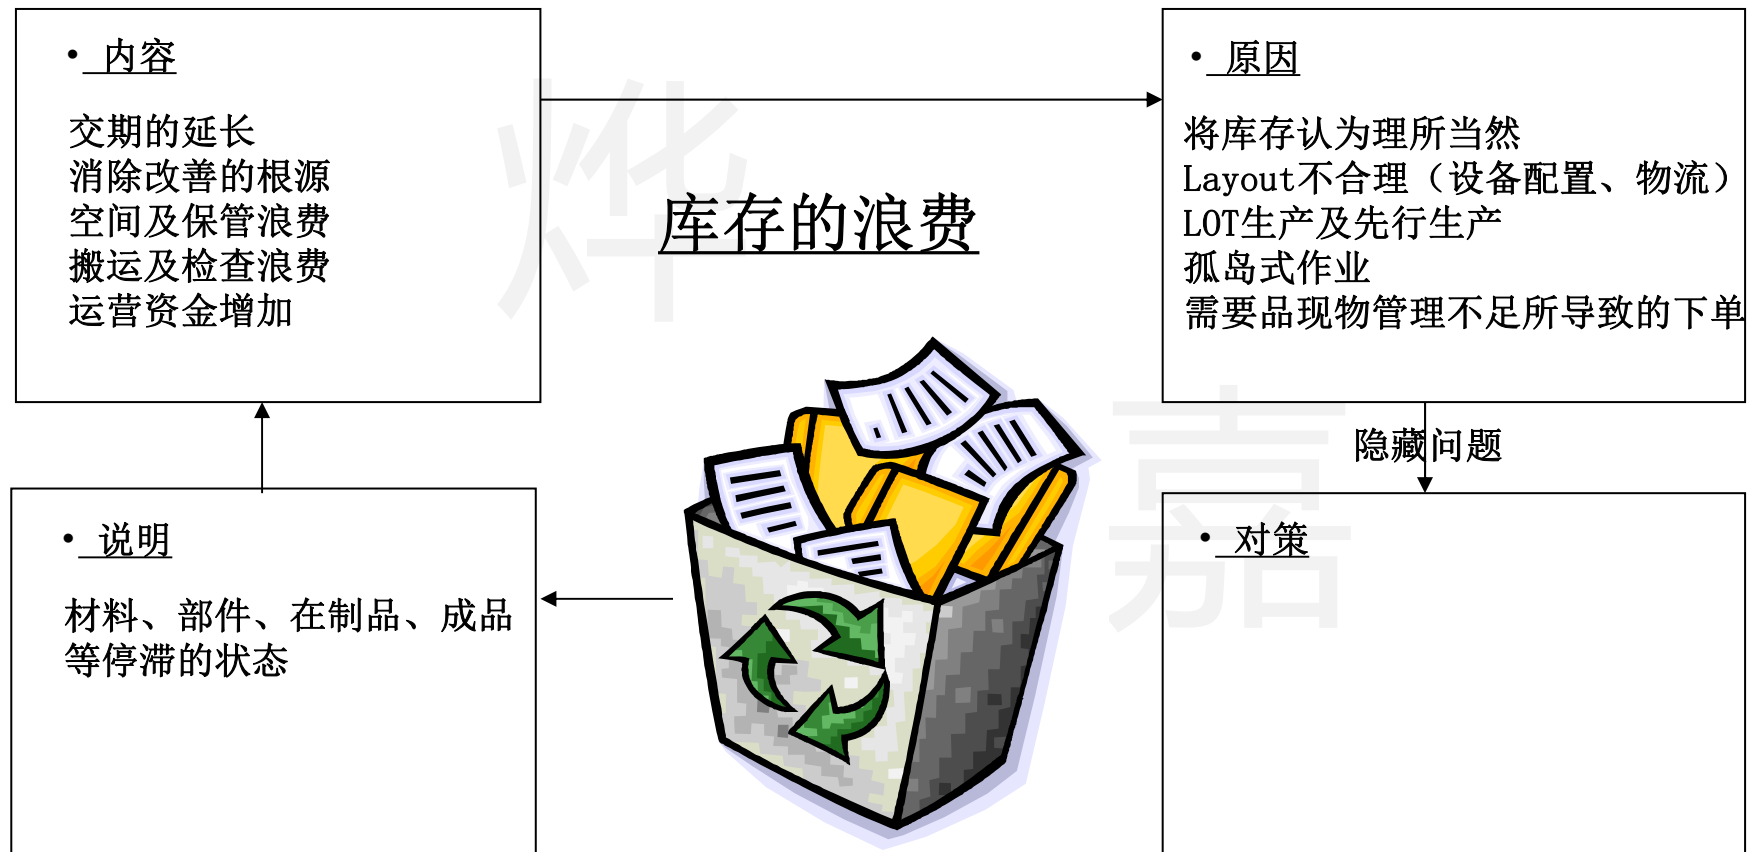 • 内容
交期的延长
消除改善的根源
空间及保管浪费
搬运及检查浪费
运营资金增加
库存的浪费
• 原因
将库存认为理所当然
Layout不合理（设备配置、物流）
LOT生产及先行生产
孤岛式作业
需要品现物管理不足所导致的下单
隐藏问题
• 说明
材料、部件、在制品、成品
等停滞的状态
• 对策
烨
嘉